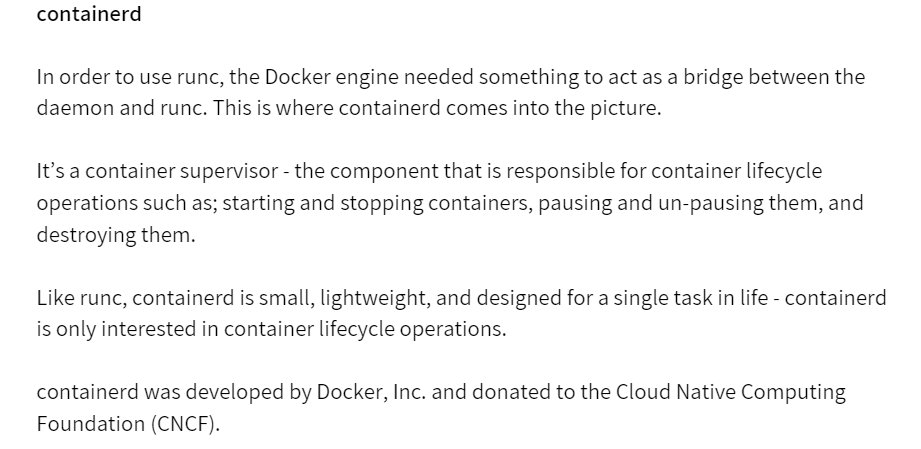 containerd
In order to use runc, the Docker engine needed something to act as a bridge between the
daemon and runc. This is where containerd comes into the picture.
It’s a container supervisor - the component that is responsible for container lifecycle
operations such as; starting and stopping containers, pausing and un-pausing them, and
destroying them.
Like runc, containerd is small, lightweight, and designed for a single task in life - containerd
is only interested in container lifecycle operations.
containerd was developed by Docker, Inc. and donated to the Cloud Native Computing
Foundation (CNCF).